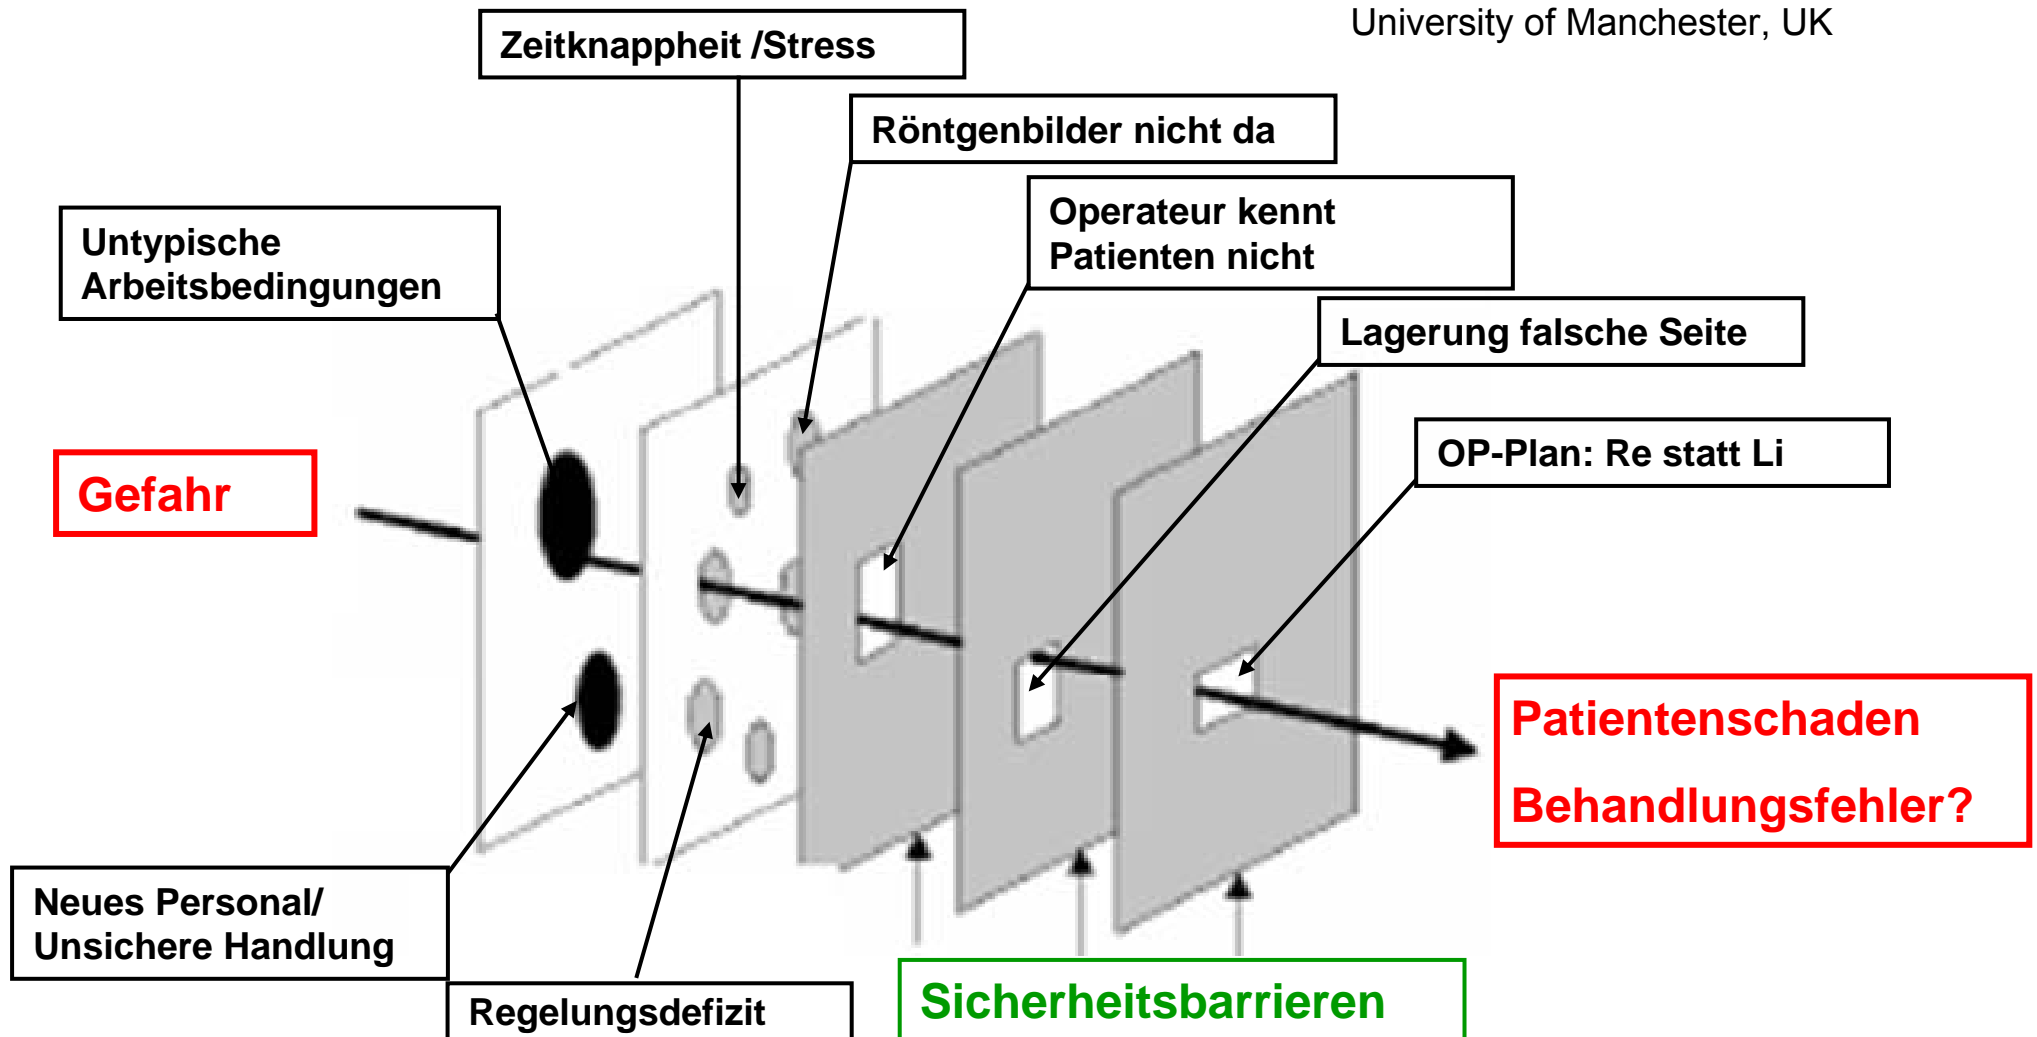 University of Manchester, UK
Zeitknappheit /Stress
Röntgenbilder nicht da
Operateur kennt
Patienten nicht
Untypische
Arbeitsbedingungen
Lagerung falsche Seite
OP-Plan: Re statt Li
Gefahr
Patientenschaden
Behandlungsfehler?
Neues Personal/
Unsichere Handlung
Regelungsdefizit
Sicherheitsbarrieren